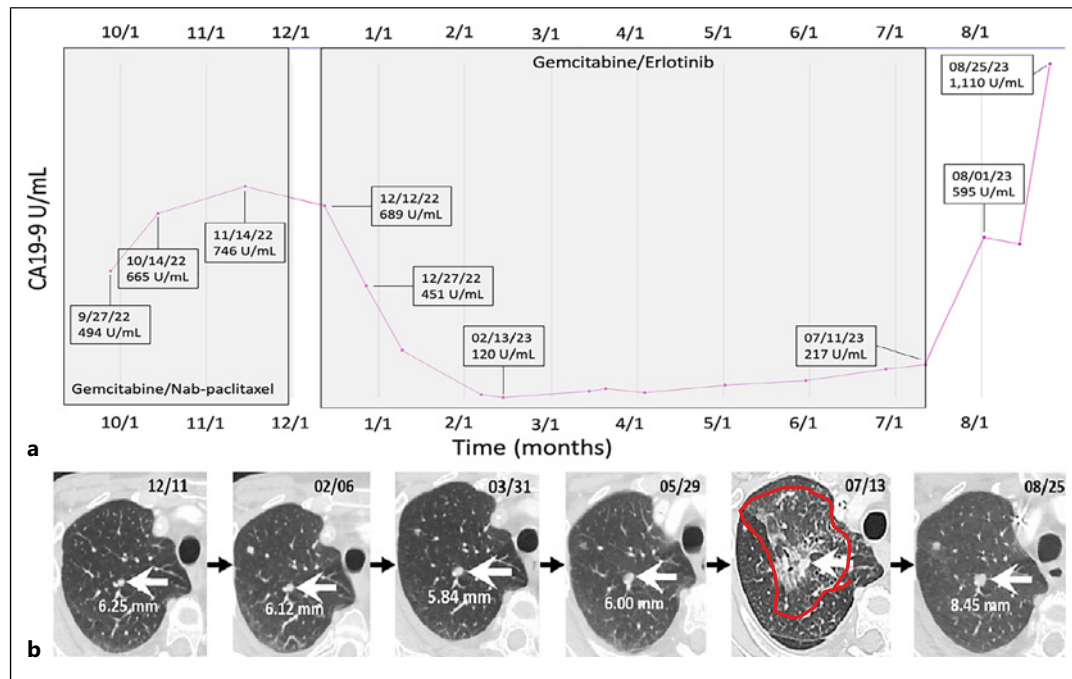 a
10/1 11/1 12/1 1/1 2/1 3/1 4/1 5/1 6/1 7/1 8/1
Gemcitabine/Erlotinib
CA19-9 U/mL
9/27/22
494 U/mL
10/14/22
665 U/mL
11/14/22
746 U/mL
12/12/22
689 U/mL
12/27/22
451 U/mL
02/13/23
120 U/mL
07/11/23
217 U/mL
08/01/23
595 U/mL
08/25/23
1,110 U/mL
Gemcitabine/Nab-paclitaxel
10/1 11/1 12/1 1/1 2/1 3/1 4/1 5/1 6/1 7/1 8/1
Time (months)
b
12/11
6.25 mm
02/06
6.12 mm
03/31
5.84 mm
05/29
6.00 mm
07/13
08/25
8.45 mm